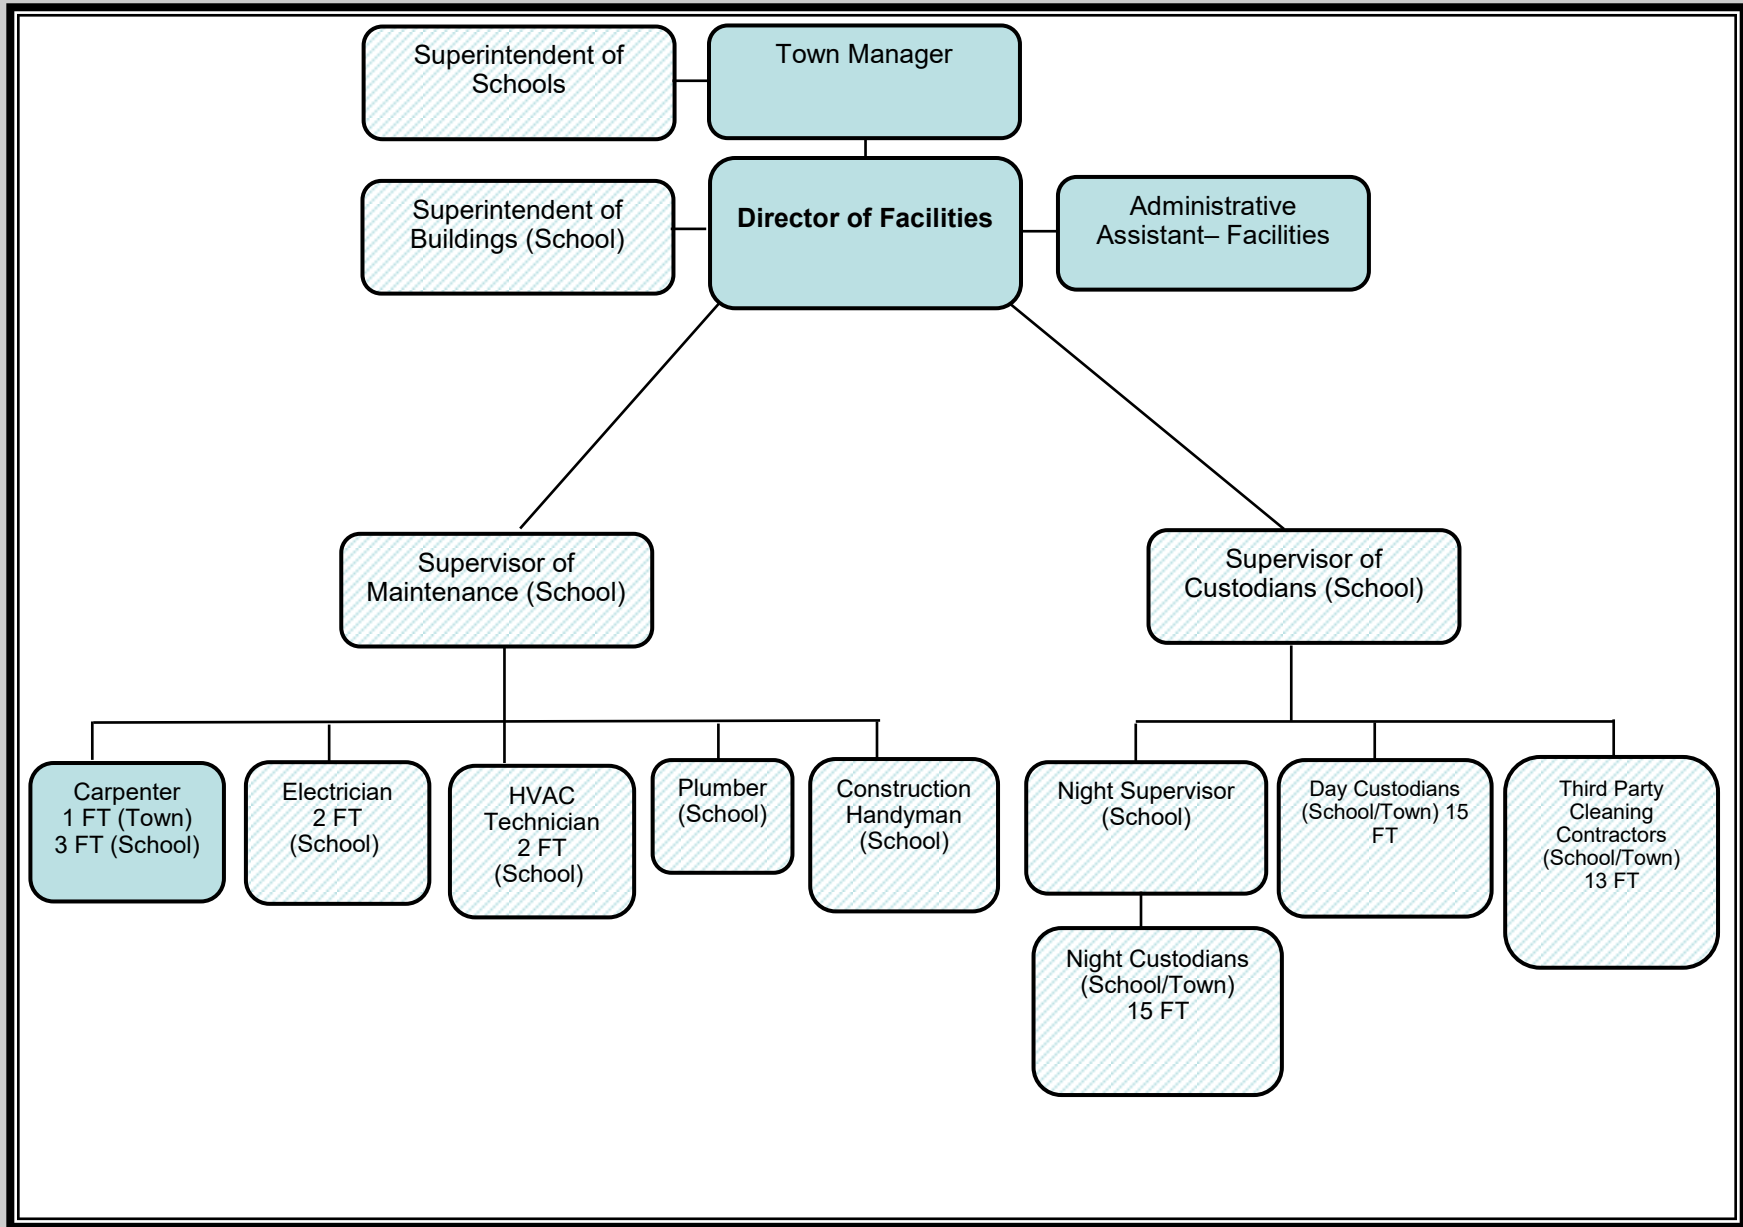 Superintendent of
Schools
Town Manager
Superintendent of
Buildings (School)
Director of Facilities
Administrative
Assistant– Facilities
Supervisor of
Maintenance (School)
Supervisor of
Custodians (School)
Carpenter
1 FT (Town)
3 FT (School)
Electrician
2 FT
(School)
HVAC
Technician
2 FT
(School)
Plumber
(School)
Construction
Handyman
(School)
Night Supervisor
(School)
Day Custodians
(School/Town) 15
FT
Third Party
Cleaning
Contractors
(School/Town)
13 FT
Night Custodians
(School/Town)
15 FT